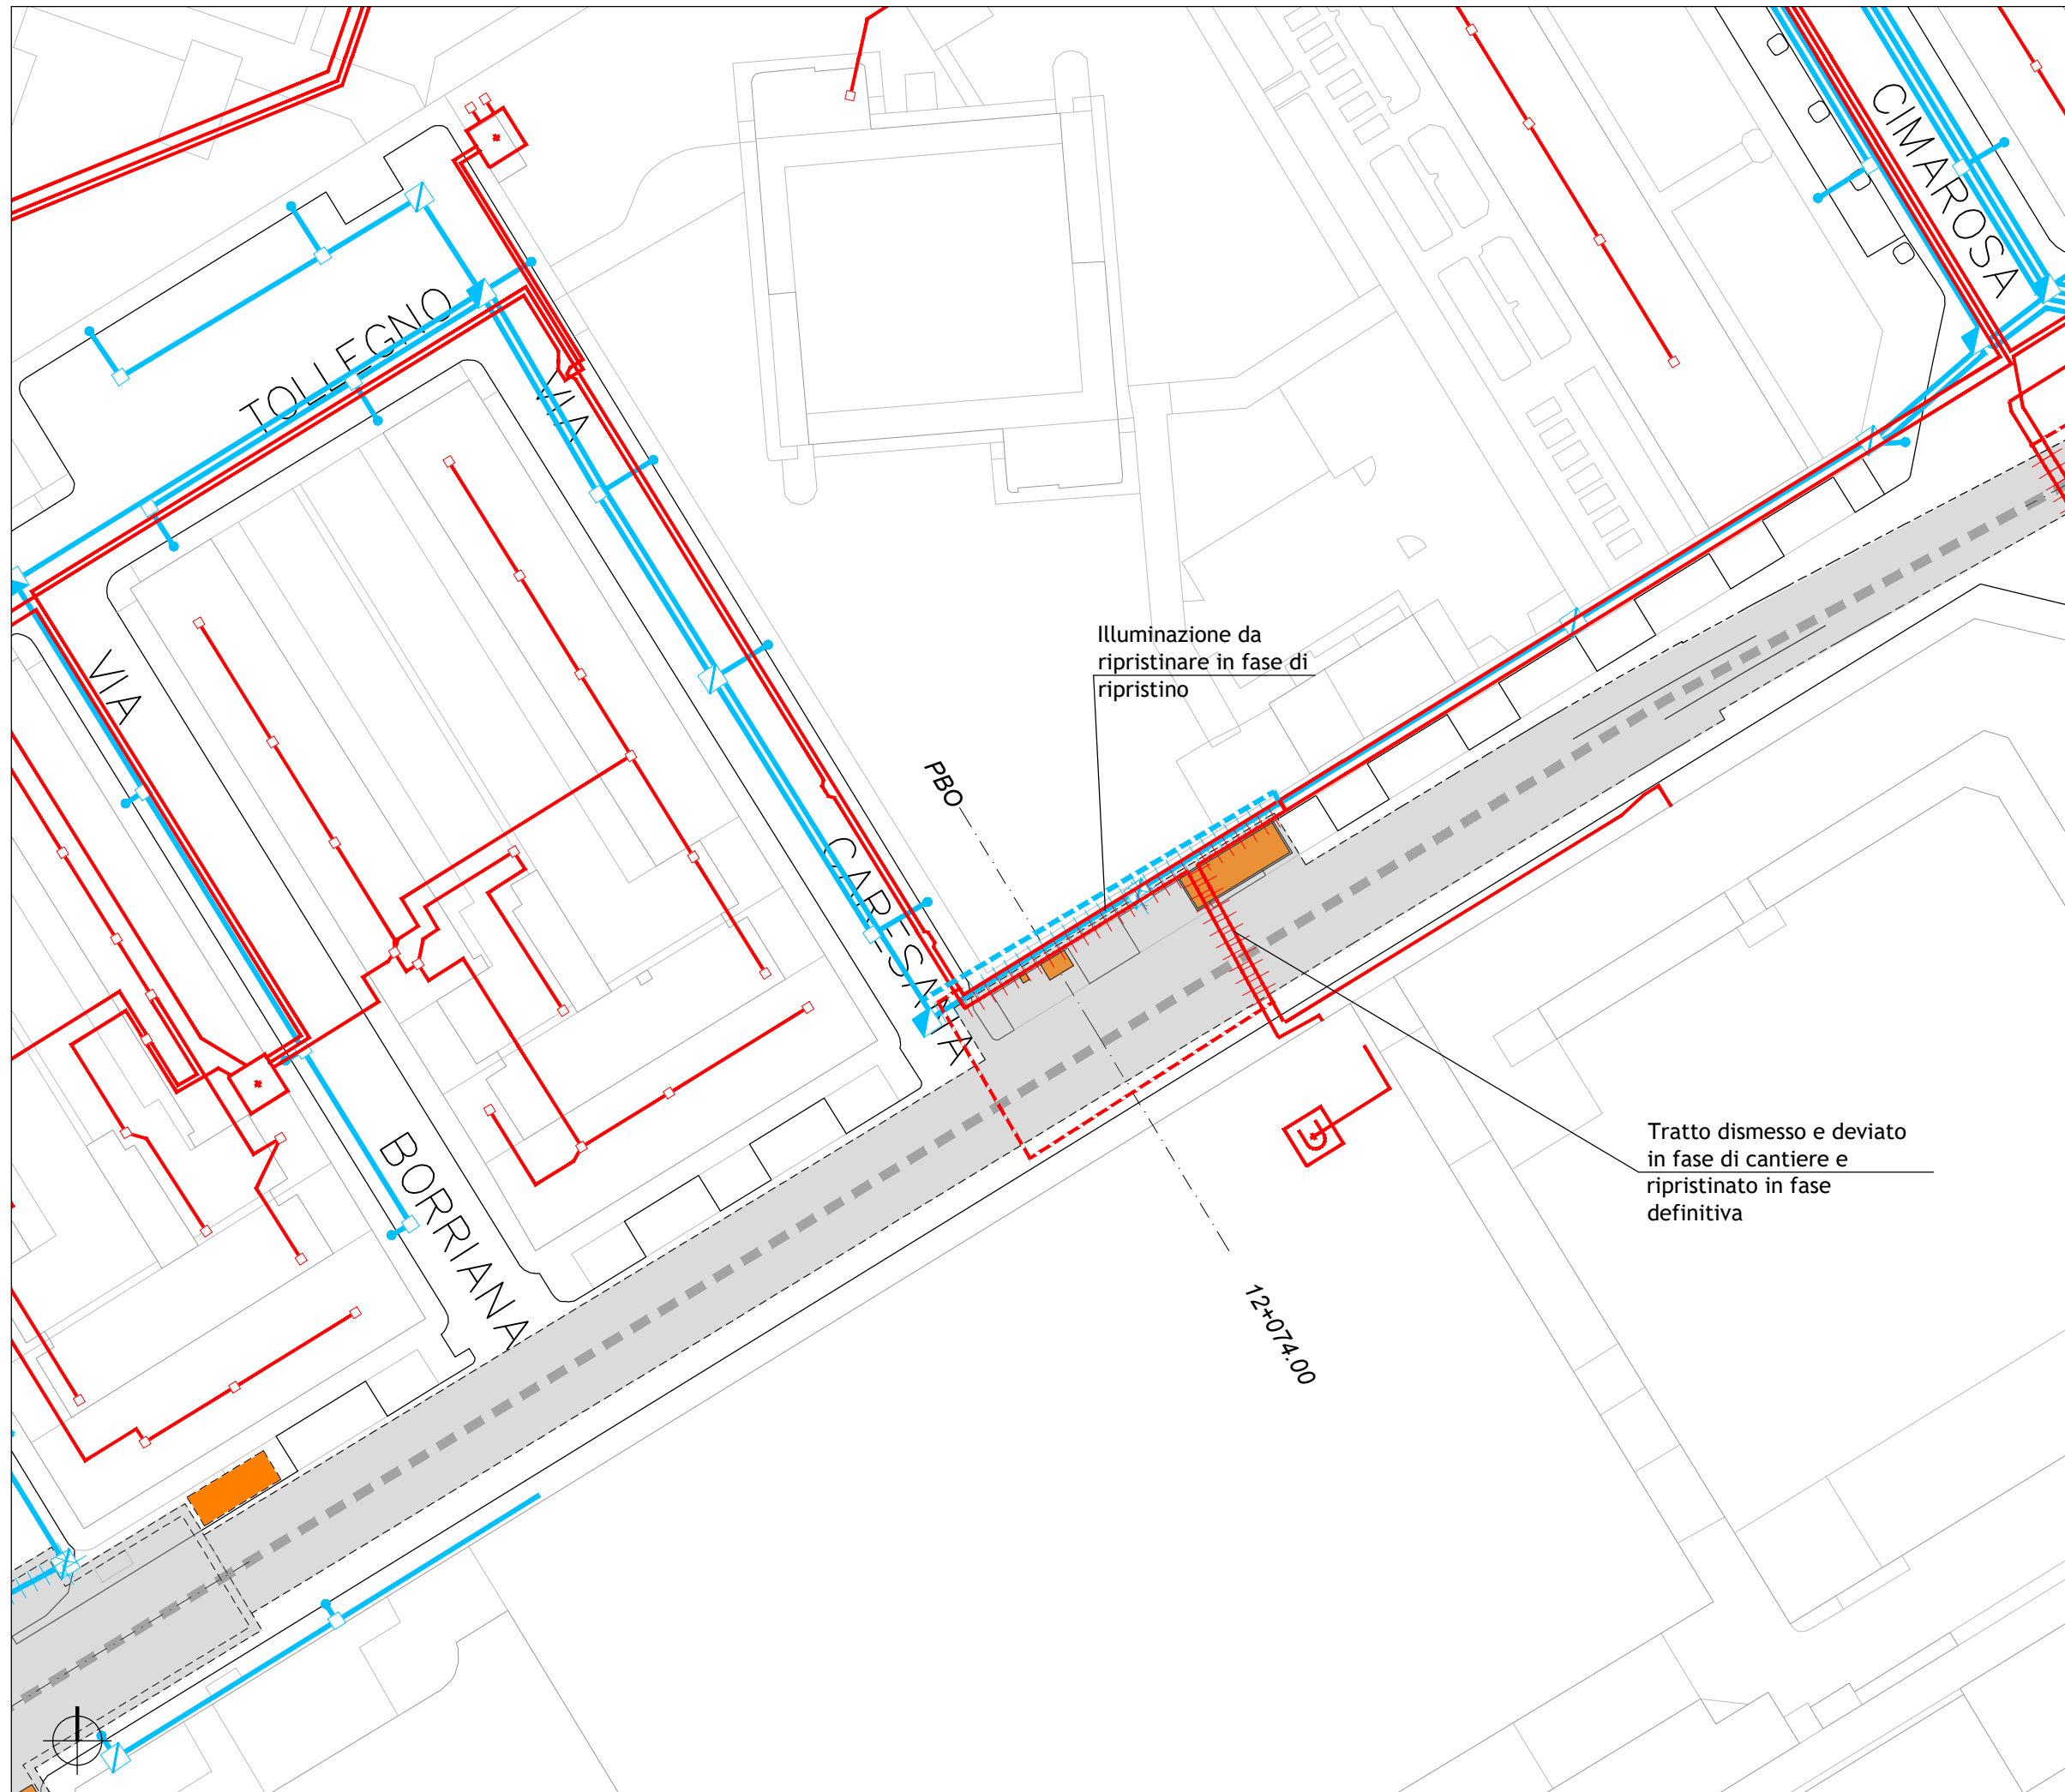 CIMAROSA
TOLLEGNO
VIA
VIA
Illuminazione da
ripristinare in fase di
ripristino
PBO
CARESANA
Tratto dismesso e deviato
in fase di cantiere e
ripristinato in fase
definitiva
BORRIANA
12+074.00